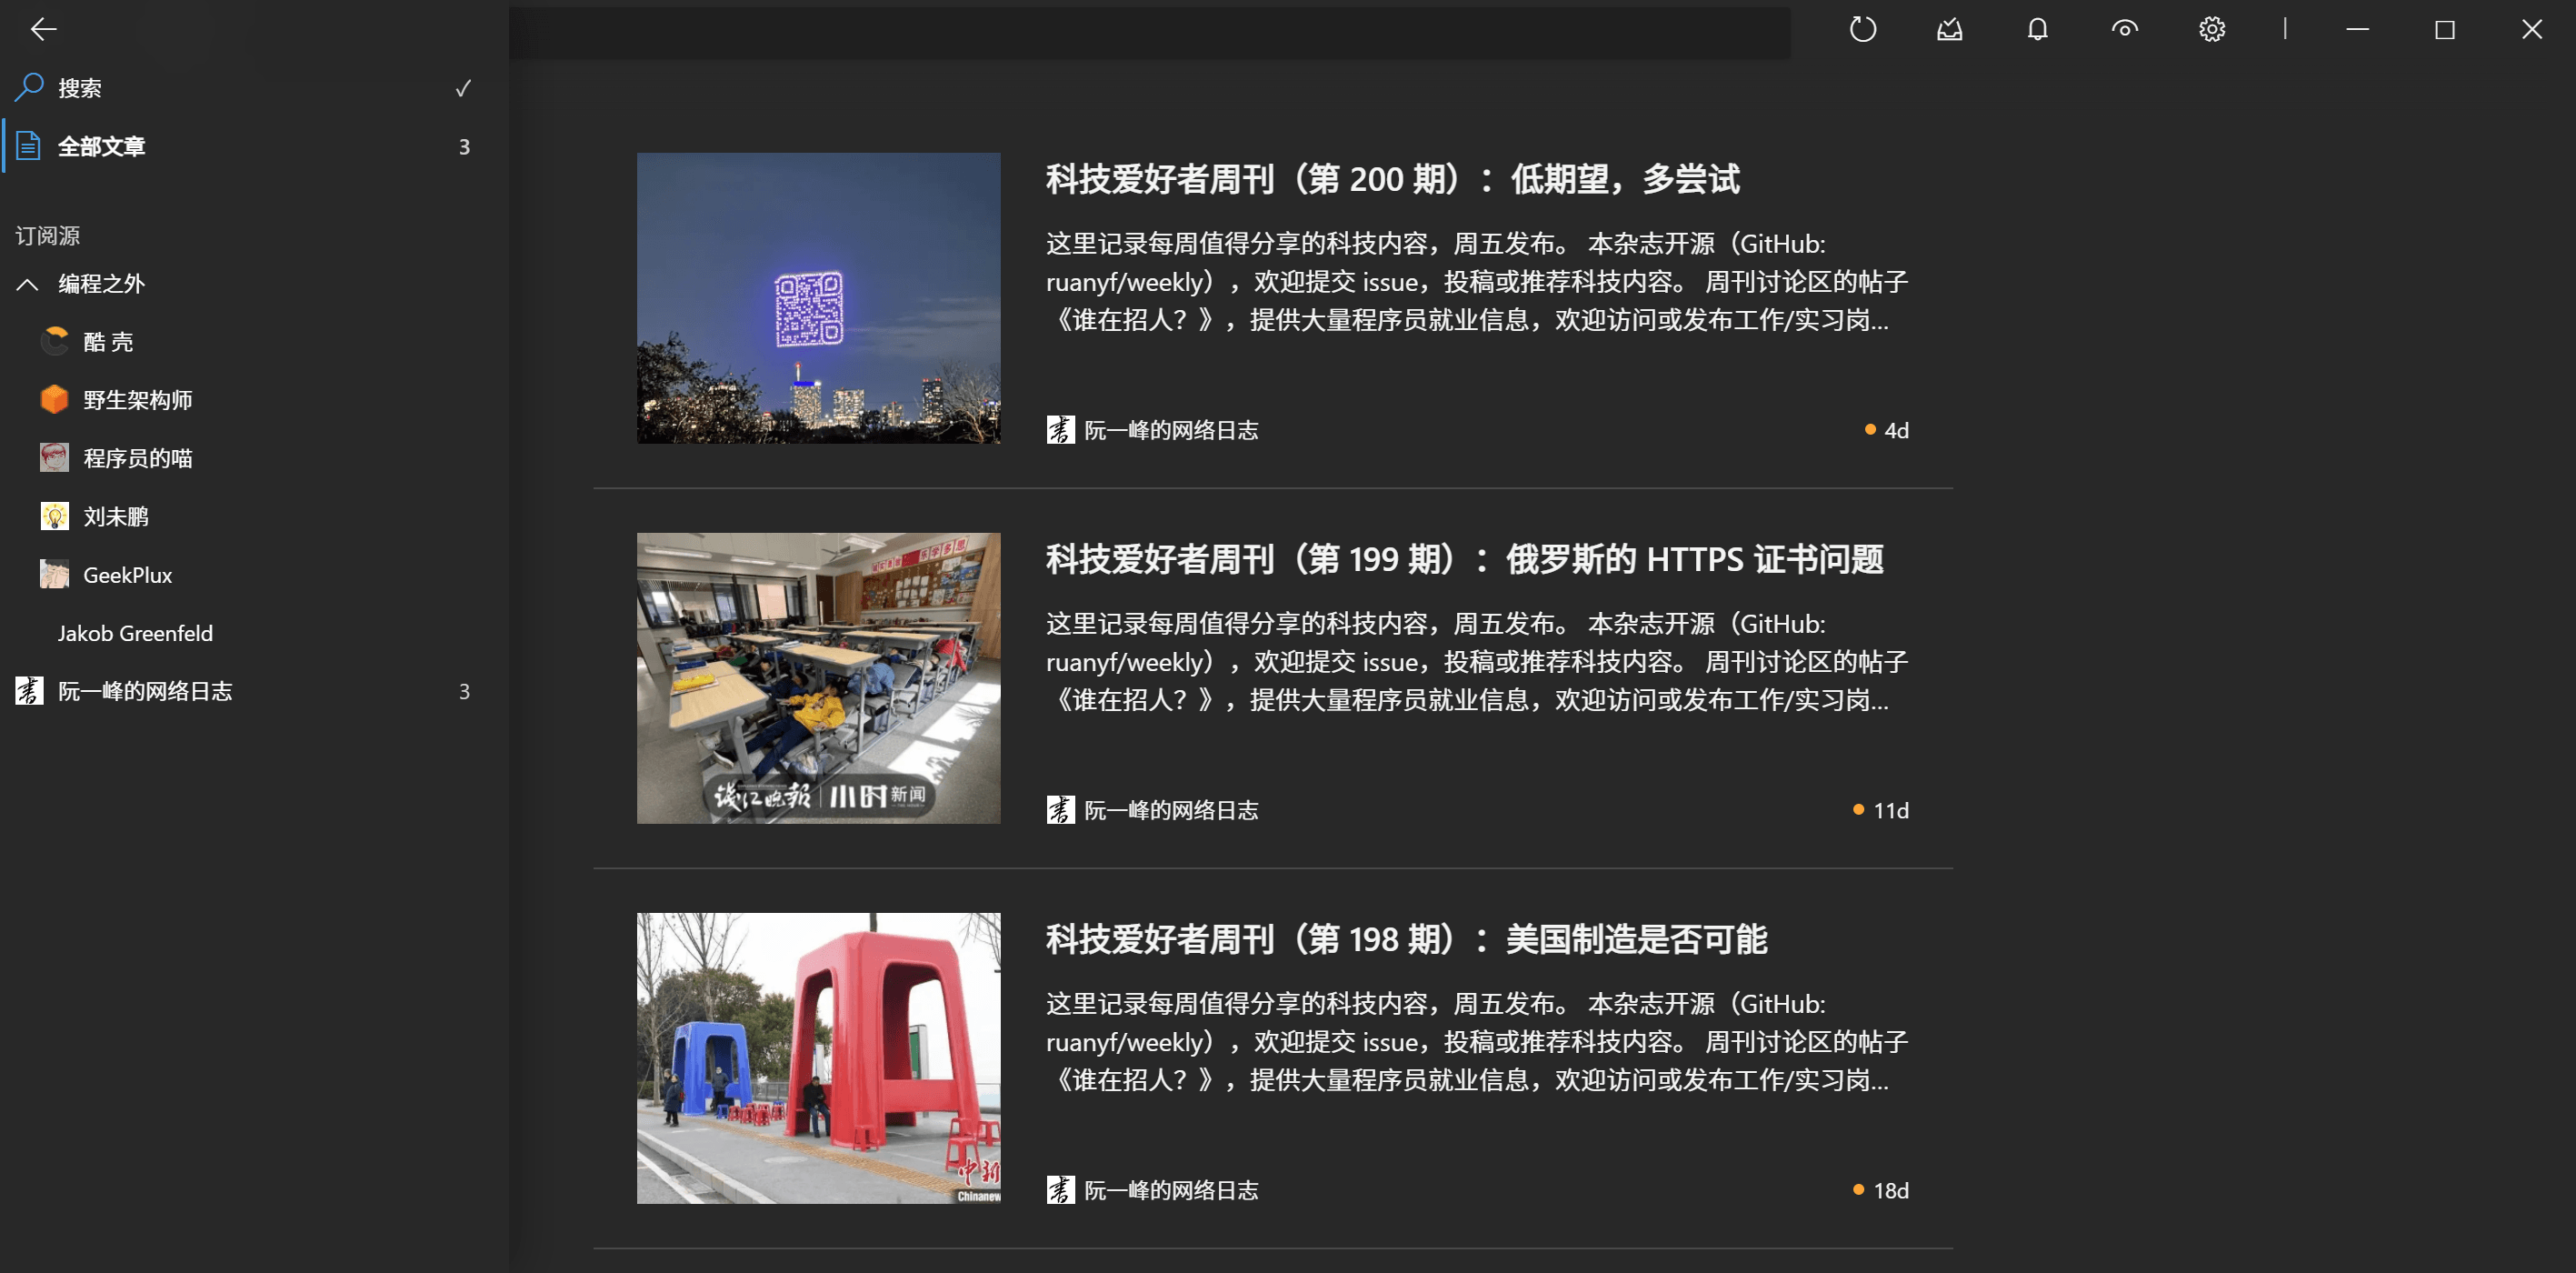 搜索
全部文章
3
订阅源
编程之外
酷 壳
野生架构师
程序员的喵
刘未鹏
GeekPlux
Jakob Greenfeld
阮一峰的网络日志
3
科技爱好者周刊（第 200 期）：低期望，多尝试
这里记录每周值得分享的科技内容，周五发布。 本杂志开源（GitHub:
ruanyf/weekly），欢迎提交 issue，投稿或推荐科技内容。 周刊讨论区的帖子
《谁在招人？》，提供大量程序员就业信息，欢迎访问或发布工作/实习岗...
阮一峰的网络日志
4d
乐学多思
钱江晚报 | 小时新闻
科技爱好者周刊（第 199 期）：俄罗斯的 HTTPS 证书问题
这里记录每周值得分享的科技内容，周五发布。 本杂志开源（GitHub:
ruanyf/weekly），欢迎提交 issue，投稿或推荐科技内容。 周刊讨论区的帖子
《谁在招人？》，提供大量程序员就业信息，欢迎访问或发布工作/实习岗...
阮一峰的网络日志
11d
中新
Chinanew
科技爱好者周刊（第 198 期）：美国制造是否可能
这里记录每周值得分享的科技内容，周五发布。 本杂志开源（GitHub:
ruanyf/weekly），欢迎提交 issue，投稿或推荐科技内容。 周刊讨论区的帖子
《谁在招人？》，提供大量程序员就业信息，欢迎访问或发布工作/实习岗...
阮一峰的网络日志
18d